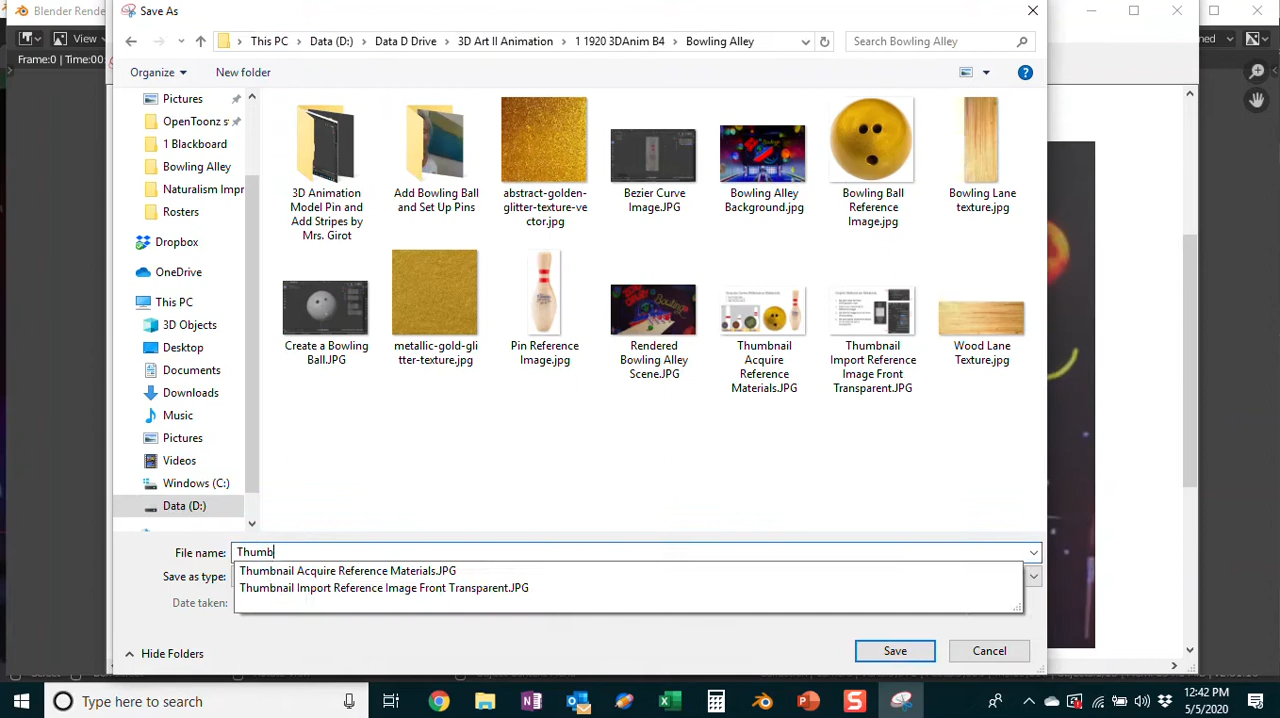 Blender Rende
Save As
View
Frame:0 | Time:00
This PC
Data (D:)
Data D Drive
3D Art II Animation
1 1920 3DAnim B4
Bowling Alley
Search Bowling Alley
ned
Organize
New folder
Pictures
OpenToonz s
1 Blackboard
Bowling Alley
Naturalism Impr
Rosters
Dropbox
OneDrive
This PC
3D Objects
Desktop
Documents
Downloads
Music
Pictures
Videos
Windows (C:)
Data (D:)
3D Animation
Model Pin and
Add Stripes by
Mrs. Girot
Add Bowling Ball
and Set Up Pins
abstract-golden-
glitter-texture-ve
ctor.jpg
Bezier Curve
Image.JPG
Bowling Alley
Background.jpg
Bowling Ball
Reference
Image.jpg
Bowling Lane
texture.jpg
Create a Bowling
Ball.JPG
metallic-gold-gli
tter-texture.jpg
Pin Reference
Image.jpg
Rendered
Bowling Alley
Scene.JPG
Thumbnail
Acquire
Reference
Materials.JPG
Thumbnail
Import Reference
Image Front
Transparent.JPG
Wood Lane
Texture.jpg
File name:
Thumb
Thumbnail Acquire Reference Materials.JPG
Thumbnail Import Reference Image Front Transparent.JPG
Save as type:
Date taken:
Hide Folders
Save
Cancel
Type here to search
12:42 PM
5/5/2020